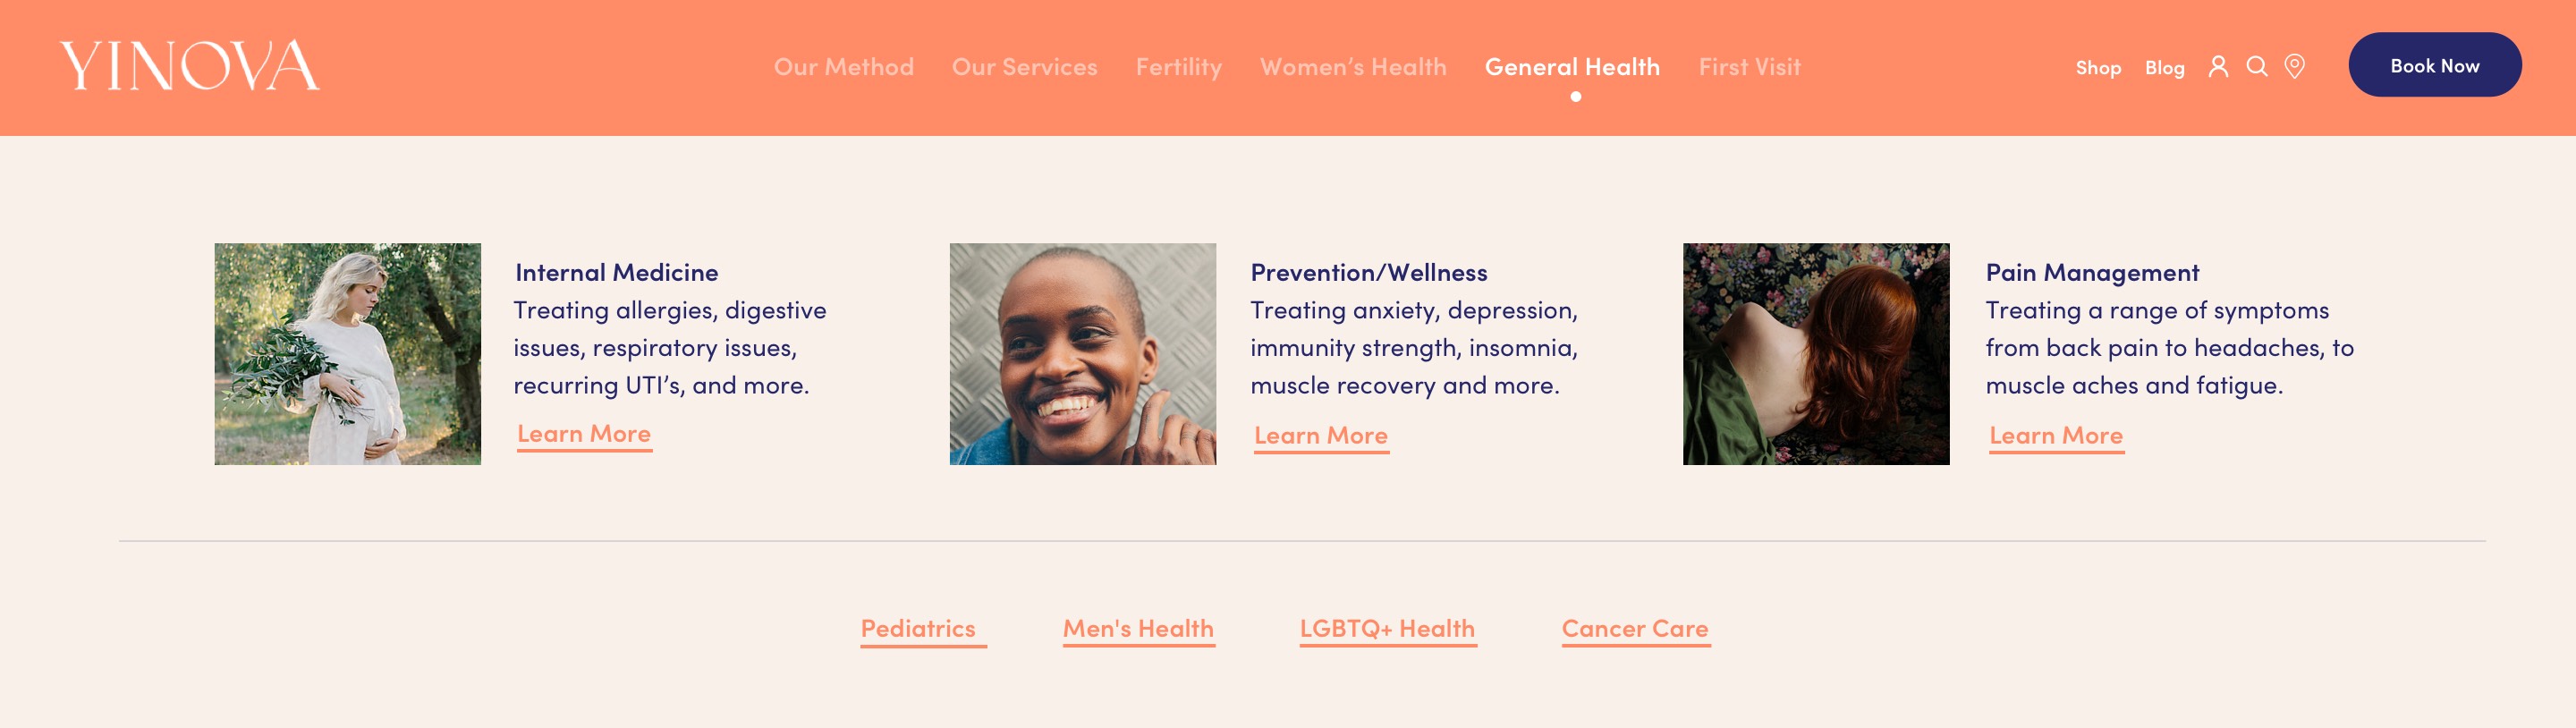 YINOVA
Our Method
Our Services
Fertility
Women’s Health
General Health
First Visit
Shop
Blog
Book Now
Internal Medicine
Treating allergies, digestive
issues, respiratory issues,
recurring UTI’s, and more.
Learn More
Prevention/Wellness
Treating anxiety, depression,
immunity strength, insomnia,
muscle recovery and more.
Learn More
Pain Management
Treating a range of symptoms
from back pain to headaches, to
muscle aches and fatigue.
Learn More
Pediatrics
Men's Health
LGBTQ+ Health
Cancer Care